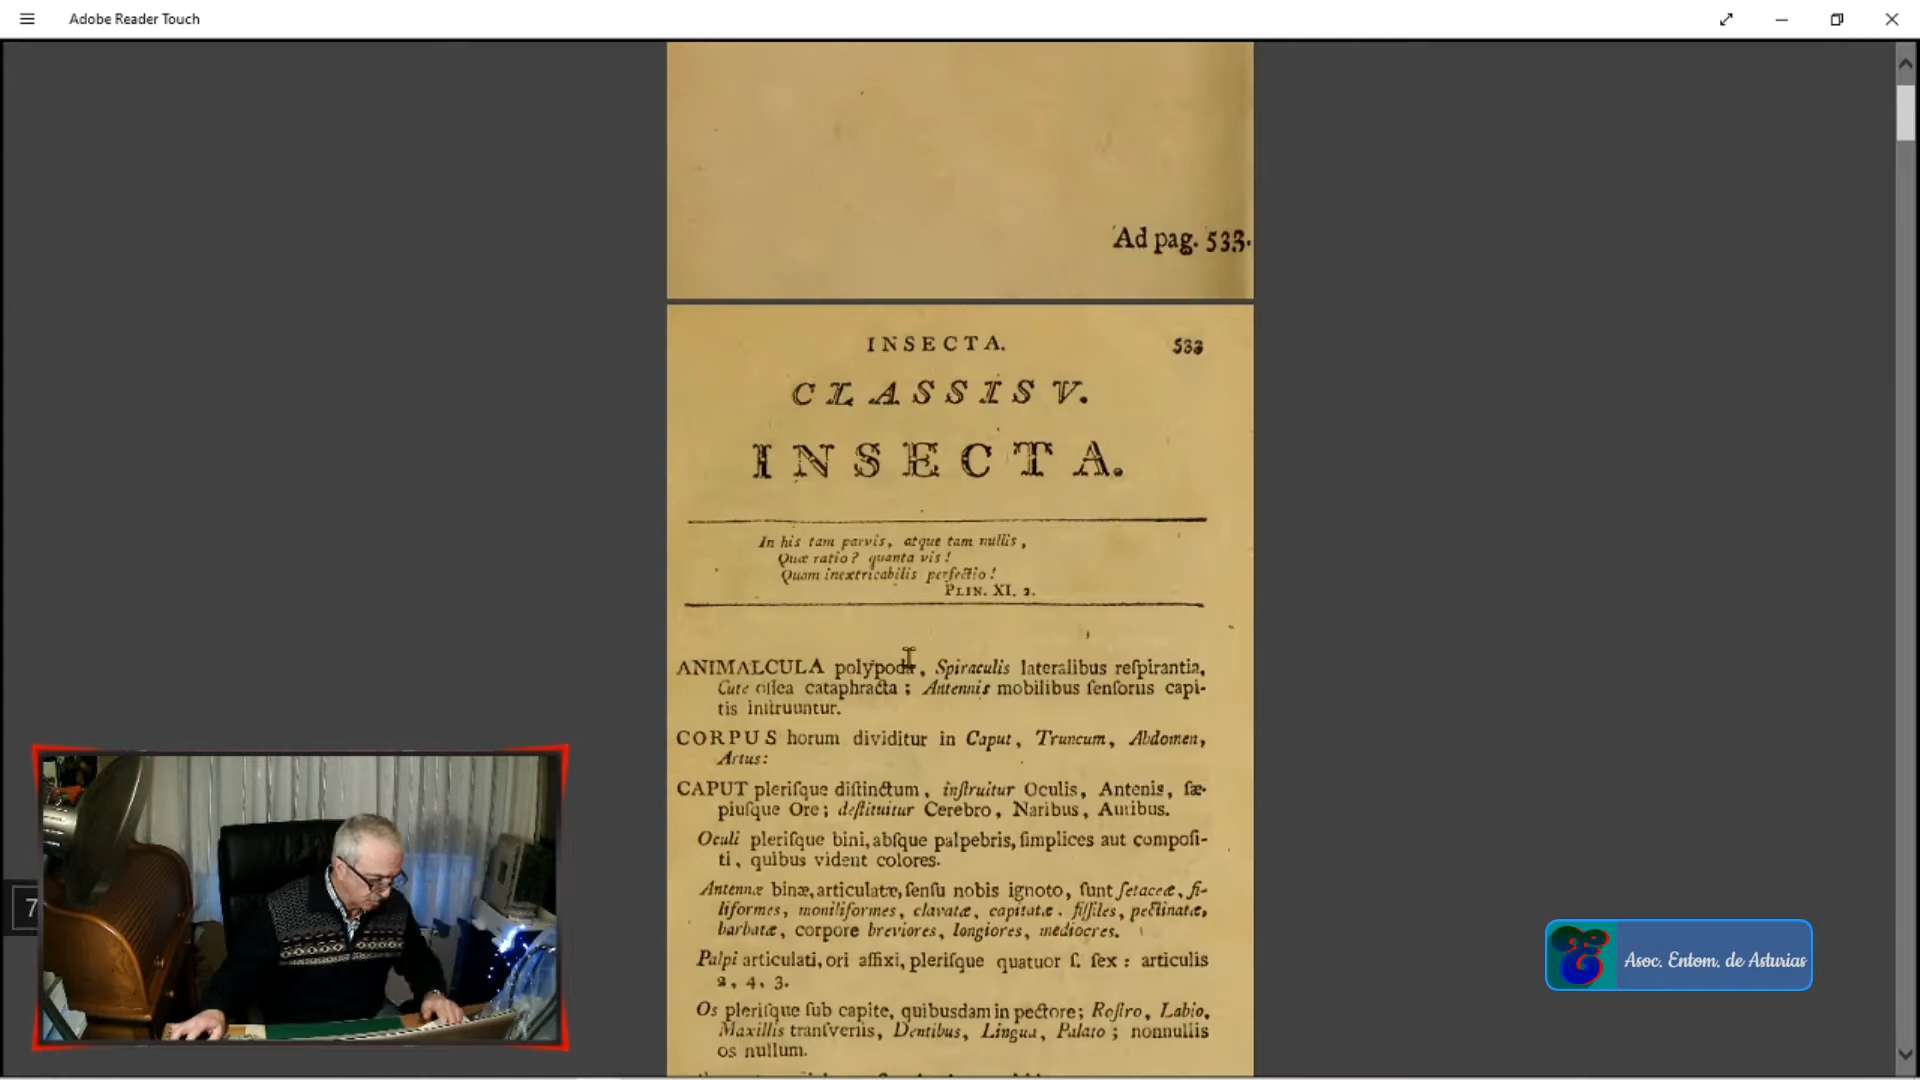 Adobe Reader Touch
Ad pag. 533.
INSECTA. 533
CLASSIS V.
INSECTA.
In his tam parvis, atque tam nullis,
Quæ ratio? quanta vis!
Quam inextricabilis perfectio!
PLIN. XI. 2.
ANIMALCULA polypoda, Spiraculis lateralibus reſpirantia,
Cute oſſea cataphracta; Antennis mobilibus ſenſoriis capi-
tis inſtruuntur.
CORPUS horum dividitur in Caput, Truncum, Abdomen,
Artus:
CAPUT pleriſque diſtinctum, inſtruitur Oculis, Antenis, ſæ-
piuſque Ore; deſtituitur Cerebro, Naribus, Auribus.
Oculi pleriſque bini, abſque palpebris, ſimplices aut compoſi-
ti, quibus vident colores.
Antennæ binæ, articulatæ, ſenſu nobis ignoto, ſunt ſetaceæ, fi-
liformes, moniliformes, clavatæ, capitatæ. fiſſiles, pectinatæ,
barbatæ, corpore breviores, longiores, mediocres.
Palpi articulati, ori affixi, pleriſque quatuor ſ. ſex: articulis
2, 4, 3.
Os pleriſque ſub capite, quibusdam in pectore; Roſtro, Labio,
Maxillis tranſverſis, Dentibus, Lingua, Palato; nonnullis
os nullum.
7
Asoc. Entom. de Asturias